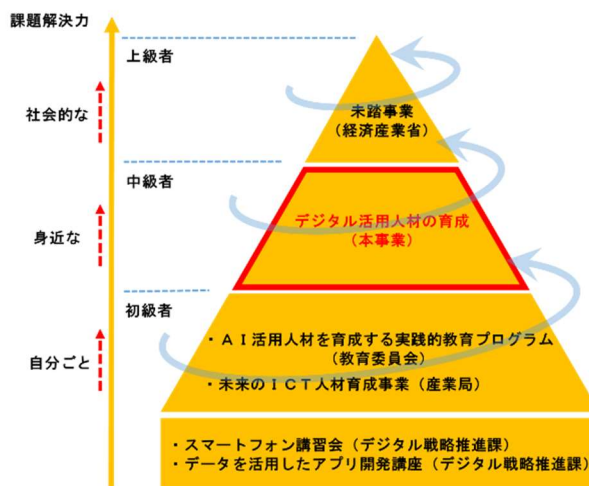 課題解決力
上級者
社会的な
未踏事業
（経済産業省）
中級者
身近な
デジタル活用人材の育成
（本事業）
初級者
自分ごと
・ＡＩ活用人材を育成する実践的教育プログラム
（教育委員会）
・未来のＩＣＴ人材育成事業（産業局）
・スマートフォン講習会（デジタル戦略推進課）
・データを活用したアプリ開発講座（デジタル戦略推進課）